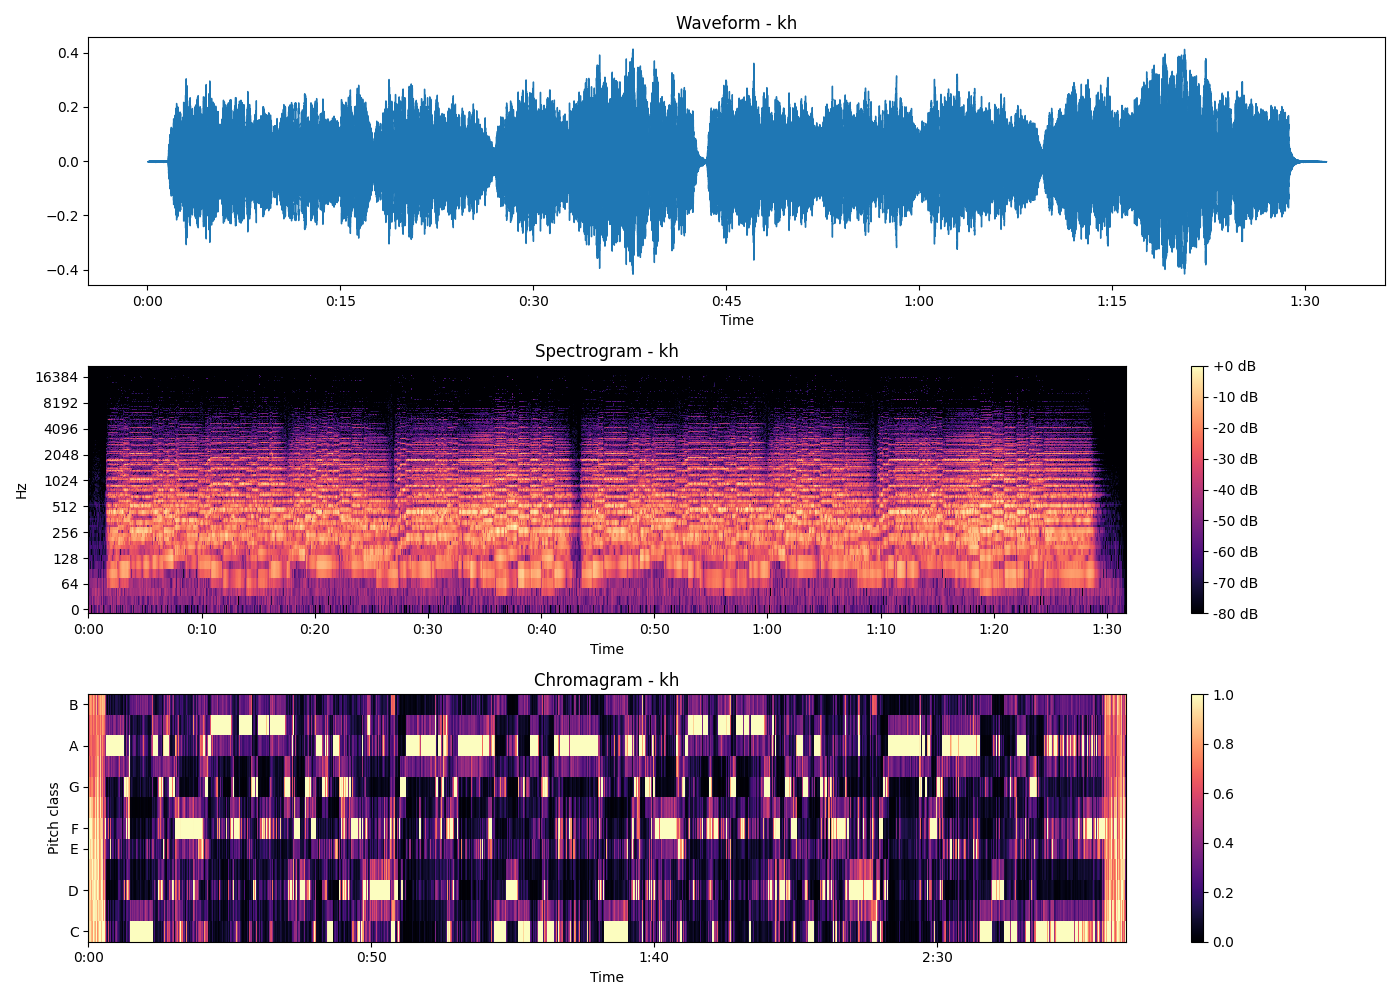 Waveform - kh
0.4
0.2
0.0
−0.2
−0.4
0:00 0:15 0:30 0:45 1:00 1:15 1:30
Time
Spectrogram - kh
Hz
16384
8192
4096
2048
1024
512
256
128
64
0
0:00 0:10 0:20 0:30 0:40 0:50 1:00 1:10 1:20 1:30
Time
+0 dB
-10 dB
-20 dB
-30 dB
-40 dB
-50 dB
-60 dB
-70 dB
-80 dB
Chromagram - kh
Pitch class
B
A
G
F
E
D
C
0:00 0:50 1:40 2:30
Time
1.0
0.8
0.6
0.4
0.2
0.0